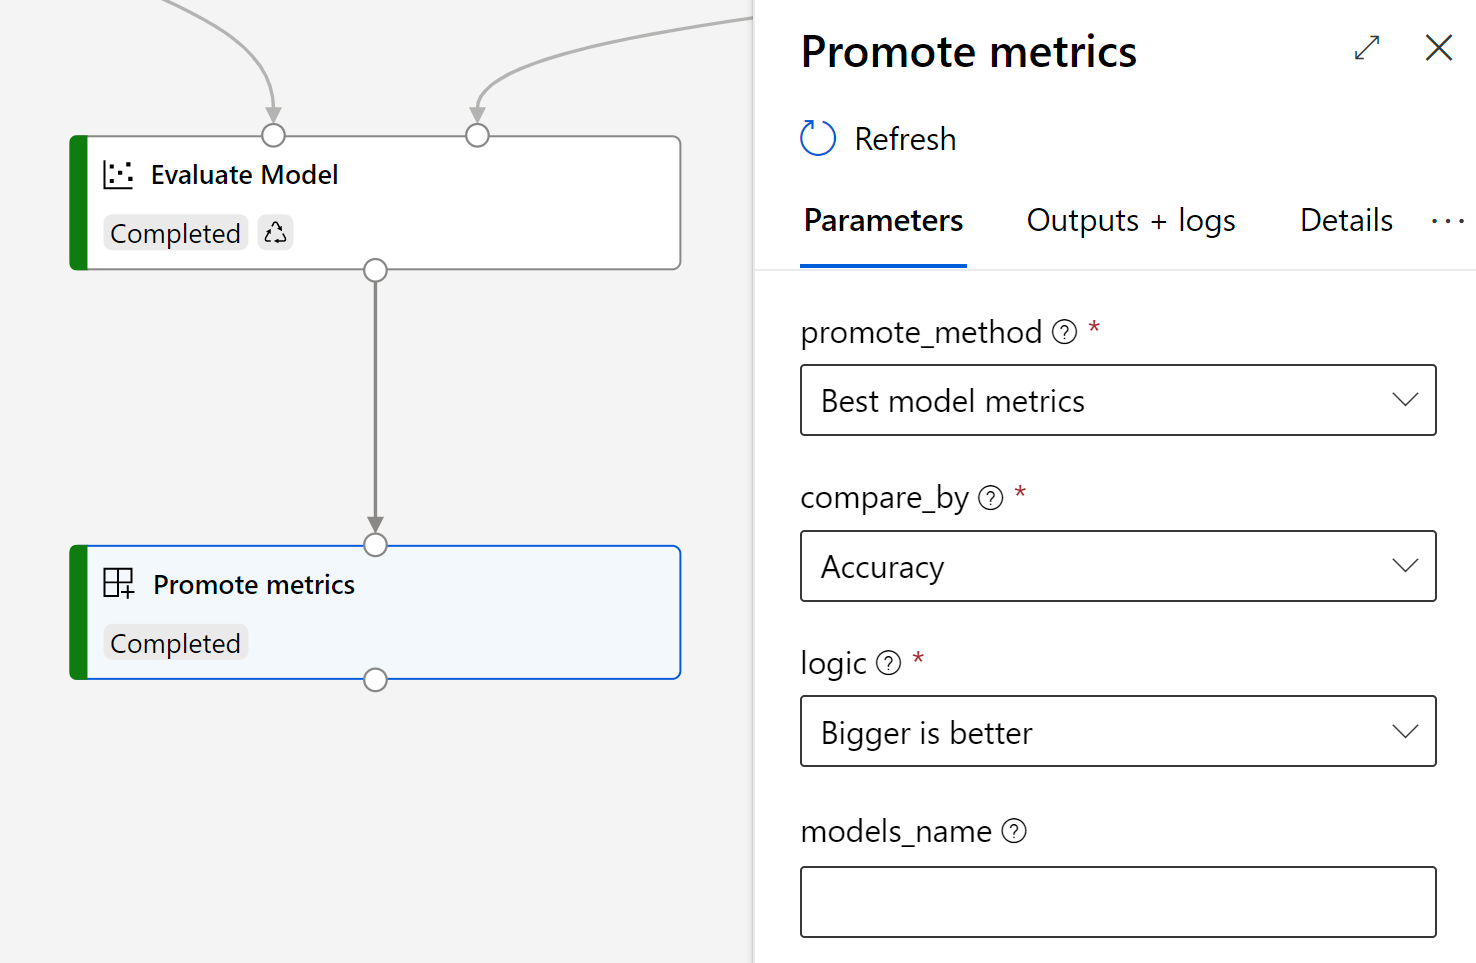 Evaluate Model
Completed
Promote metrics
Completed
Promote metrics
Refresh
Parameters Outputs + logs Details ...
promote_method ? *
Best model metrics
compare_by ? *
Accuracy
logic ? *
Bigger is better
models_name ?